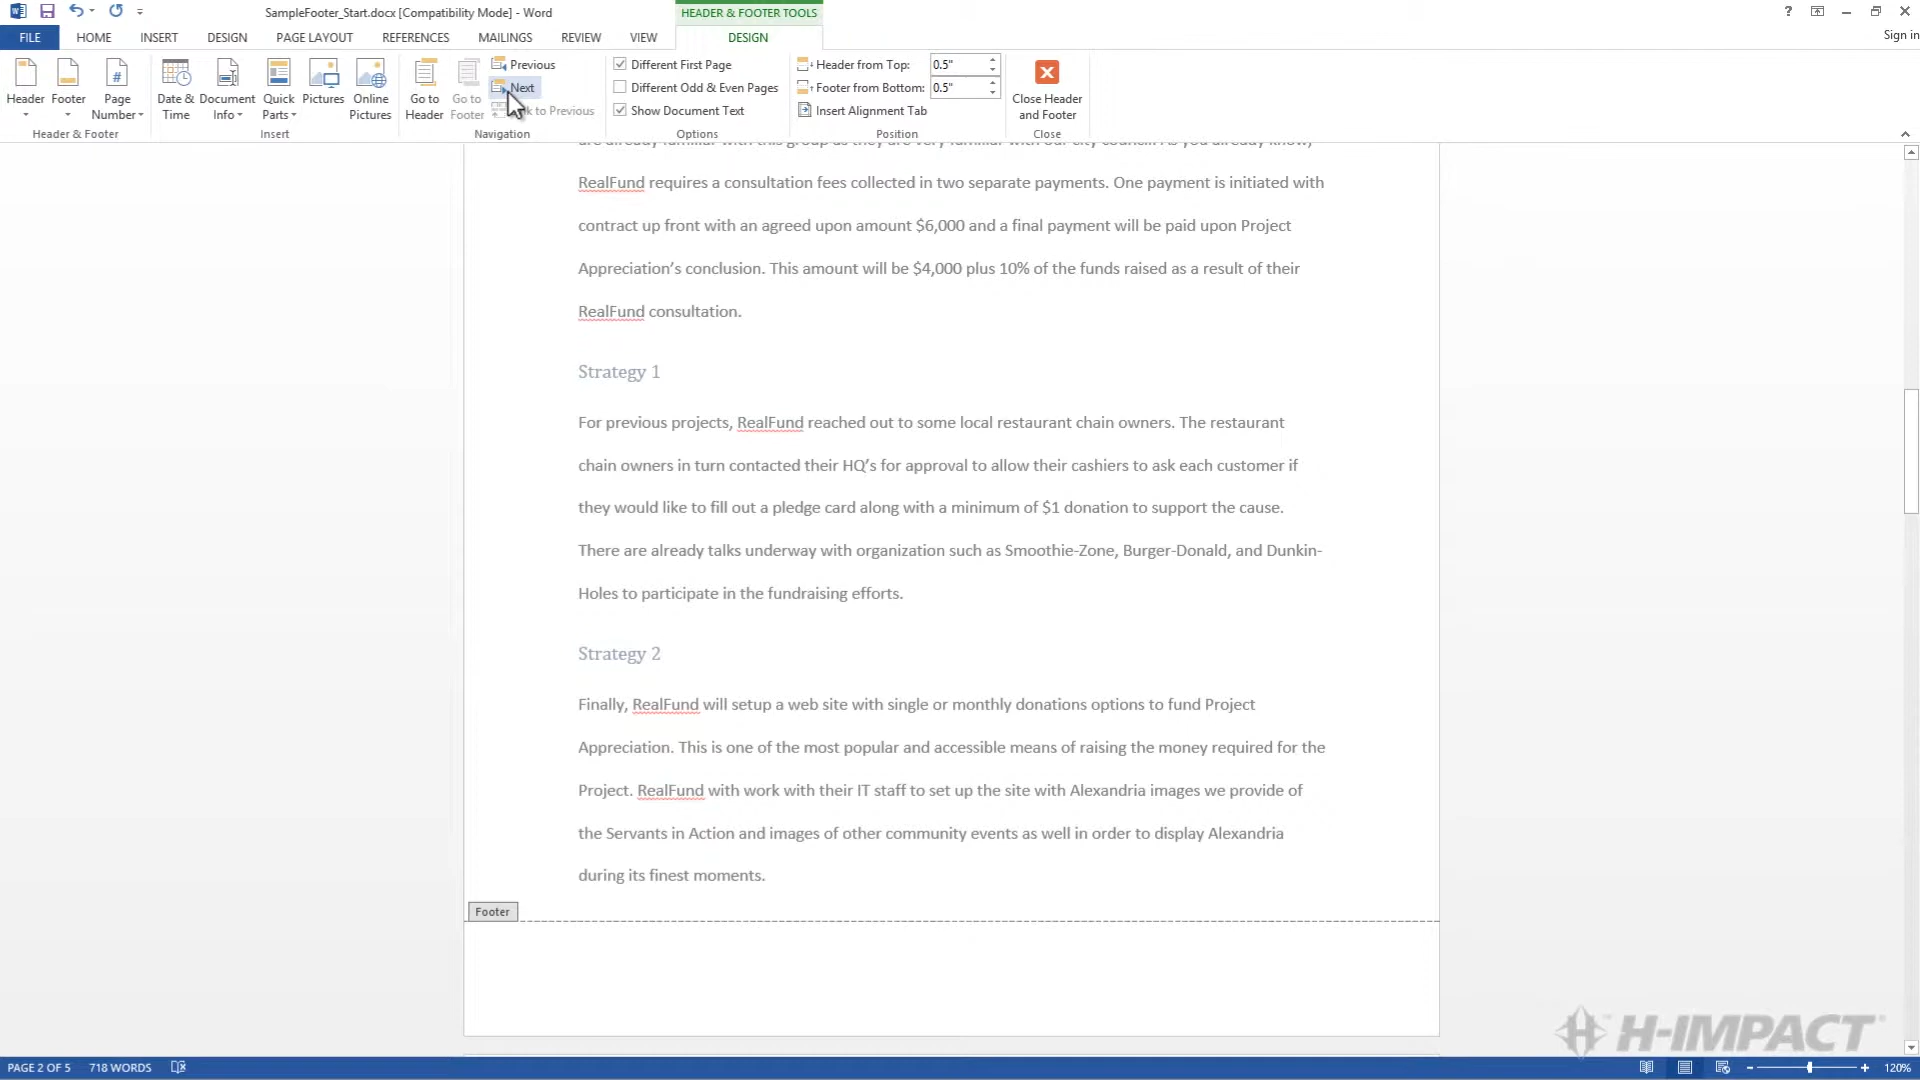 SampleFooter_Start.docx [Compatibility Mode] - Word
HEADER & FOOTER TOOLS
?
FILE
HOME
INSERT
DESIGN
PAGE LAYOUT
REFERENCES
MAILINGS
REVIEW
VIEW
DESIGN
Sign in
Header
Footer
Page Number
Header & Footer
Date & Time
Document Info
Quick Parts
Pictures
Online Pictures
Insert
Go to Header
Go to Footer
Previous
Next
to Previous
Navigation
Different First Page
Different Odd & Even Pages
Show Document Text
Options
Header from Top: 0.5"
Footer from Bottom: 0.5"
Insert Alignment Tab
Position
Close Header and Footer
Close
are already familiar with this group as they are very familiar with our city council. As you already know,
RealFund requires a consultation fees collected in two separate payments. One payment is initiated with
contract up front with an agreed upon amount $6,000 and a final payment will be paid upon Project
Appreciation’s conclusion. This amount will be $4,000 plus 10% of the funds raised as a result of their
RealFund consultation.
Strategy 1
For previous projects, RealFund reached out to some local restaurant chain owners. The restaurant
chain owners in turn contacted their HQ’s for approval to allow their cashiers to ask each customer if
they would like to fill out a pledge card along with a minimum of $1 donation to support the cause.
There are already talks underway with organization such as Smoothie-Zone, Burger-Donald, and Dunkin-
Holes to participate in the fundraising efforts.
Strategy 2
Finally, RealFund will setup a web site with single or monthly donations options to fund Project
Appreciation. This is one of the most popular and accessible means of raising the money required for the
Project. RealFund with work with their IT staff to set up the site with Alexandria images we provide of
the Servants in Action and images of other community events as well in order to display Alexandria
during its finest moments.
Footer
H-IMPACT
PAGE 2 OF 5
718 WORDS
120%